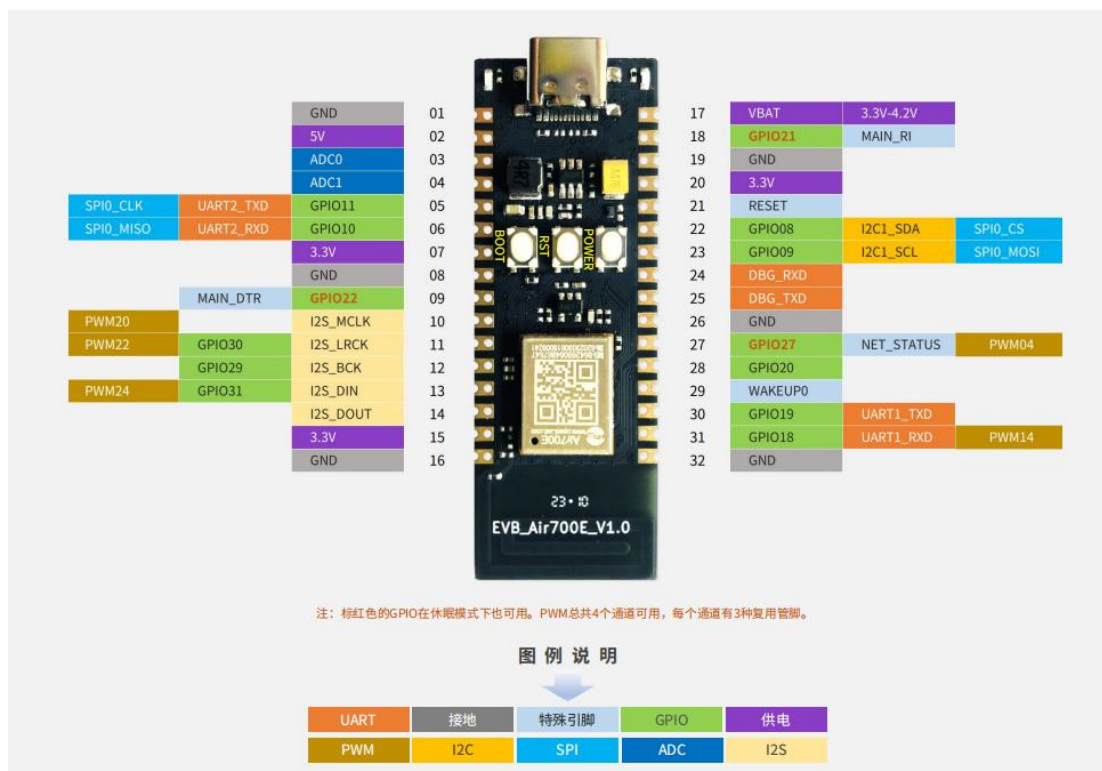 GND 01 17 VBAT 3.3V-4.2V
5V 02 18 GPIO21 MAIN_RI
ADC0 03 19 GND
ADC1 04 20 3.3V
SPI0_CLK UART2_TXD GPIO11 05 21 RESET
SPI0_MISO UART2_RXD GPIO10 06 22 GPIO08 I2C1_SDA SPI0_CS
3.3V 07 23 GPIO09 I2C1_SCL SPI0_MOSI
GND 08 24 DBG_RXD
MAIN_DTR GPIO22 09 25 DBG_TXD
PWM20 I2S_MCLK 10 26 GND
PWM22 GPIO30 I2S_LRCK 11 27 GPIO27 NET_STATUS PWM04
GPIO29 I2S_BCK 12 28 GPIO20
PWM24 GPIO31 I2S_DIN 13 29 WAKEUP0
I2S_DOUT 14 30 GPIO19 UART1_TXD
3.3V 15 31 GPIO18 UART1_RXD PWM14
GND 16 32 GND
4R7
BOOT RST POWER
Air700E
23·10
EVB_Air700E_V1.0
注：标红色的GPIO在休眠模式下也可用。PWM总共4个通道可用，每个通道有3种复用管脚。
图例说明
UART 接地 特殊引脚 GPIO 供电
PWM I2C SPI ADC I2S